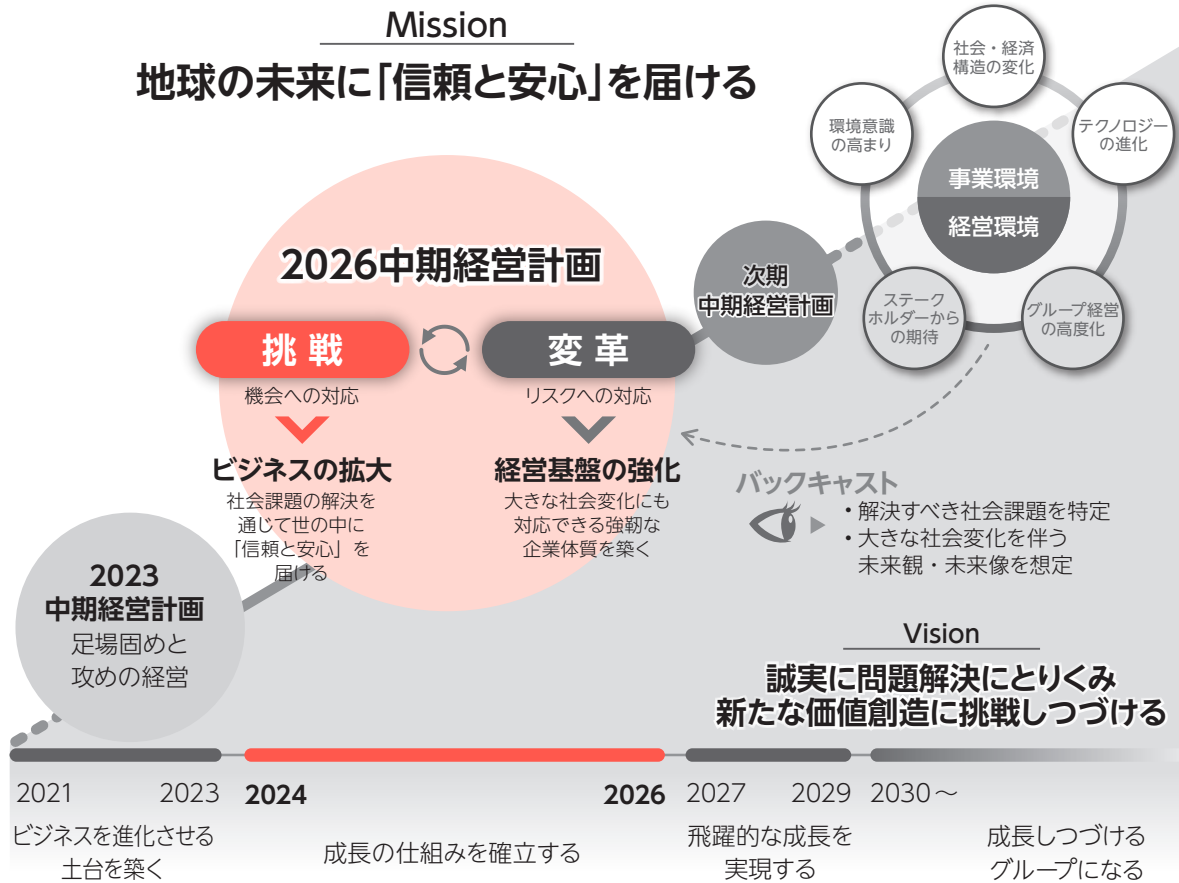 Mission
地球の未来に「信頼と安心」を届ける
社会・経済
構造の変化
環境意識
の高まり
テクノロジー
の進化
事業環境
経営環境
ステーク
ホルダーから
の期待
グループ経営
の高度化
次期
中期経営計画
2026中期経営計画
挑戦
変革
機会への対応
リスクへの対応
ビジネスの拡大
経営基盤の強化
社会課題の解決を
通じて世の中に
「信頼と安心」を
届ける
大きな社会変化にも
対応できる強靭な
企業体質を築く
バックキャスト
・解決すべき社会課題を特定
・大きな社会変化を伴う
未来観・未来像を想定
2023
中期経営計画
足場固めと
攻めの経営
Vision
誠実に問題解決にとりくみ
新たな価値創造に挑戦しつづける
2021 2023 2024 2026 2027 2029 2030～
ビジネスを進化させる
土台を築く
成長の仕組みを確立する
飛躍的な成長を
実現する
成長しつづける
グループになる